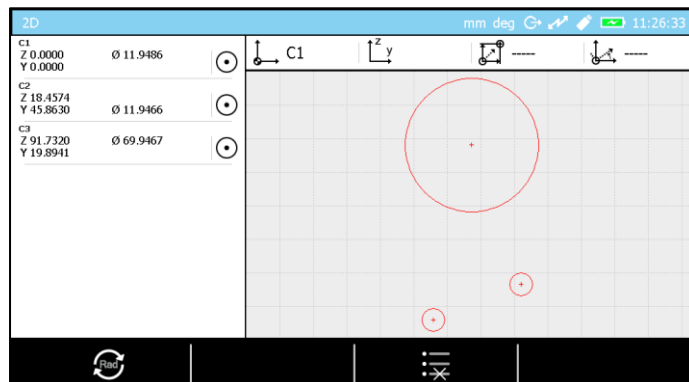 2D mm deg 11:26:33
C1
Z 0.0000 Ø 11.9486
Y 0.0000
C2
Z 18.4574
Y 45.8630 Ø 11.9466
C3
Z 91.7320 Ø 69.9467
Y 19.8941
C1 Z y ----- -----
Rad